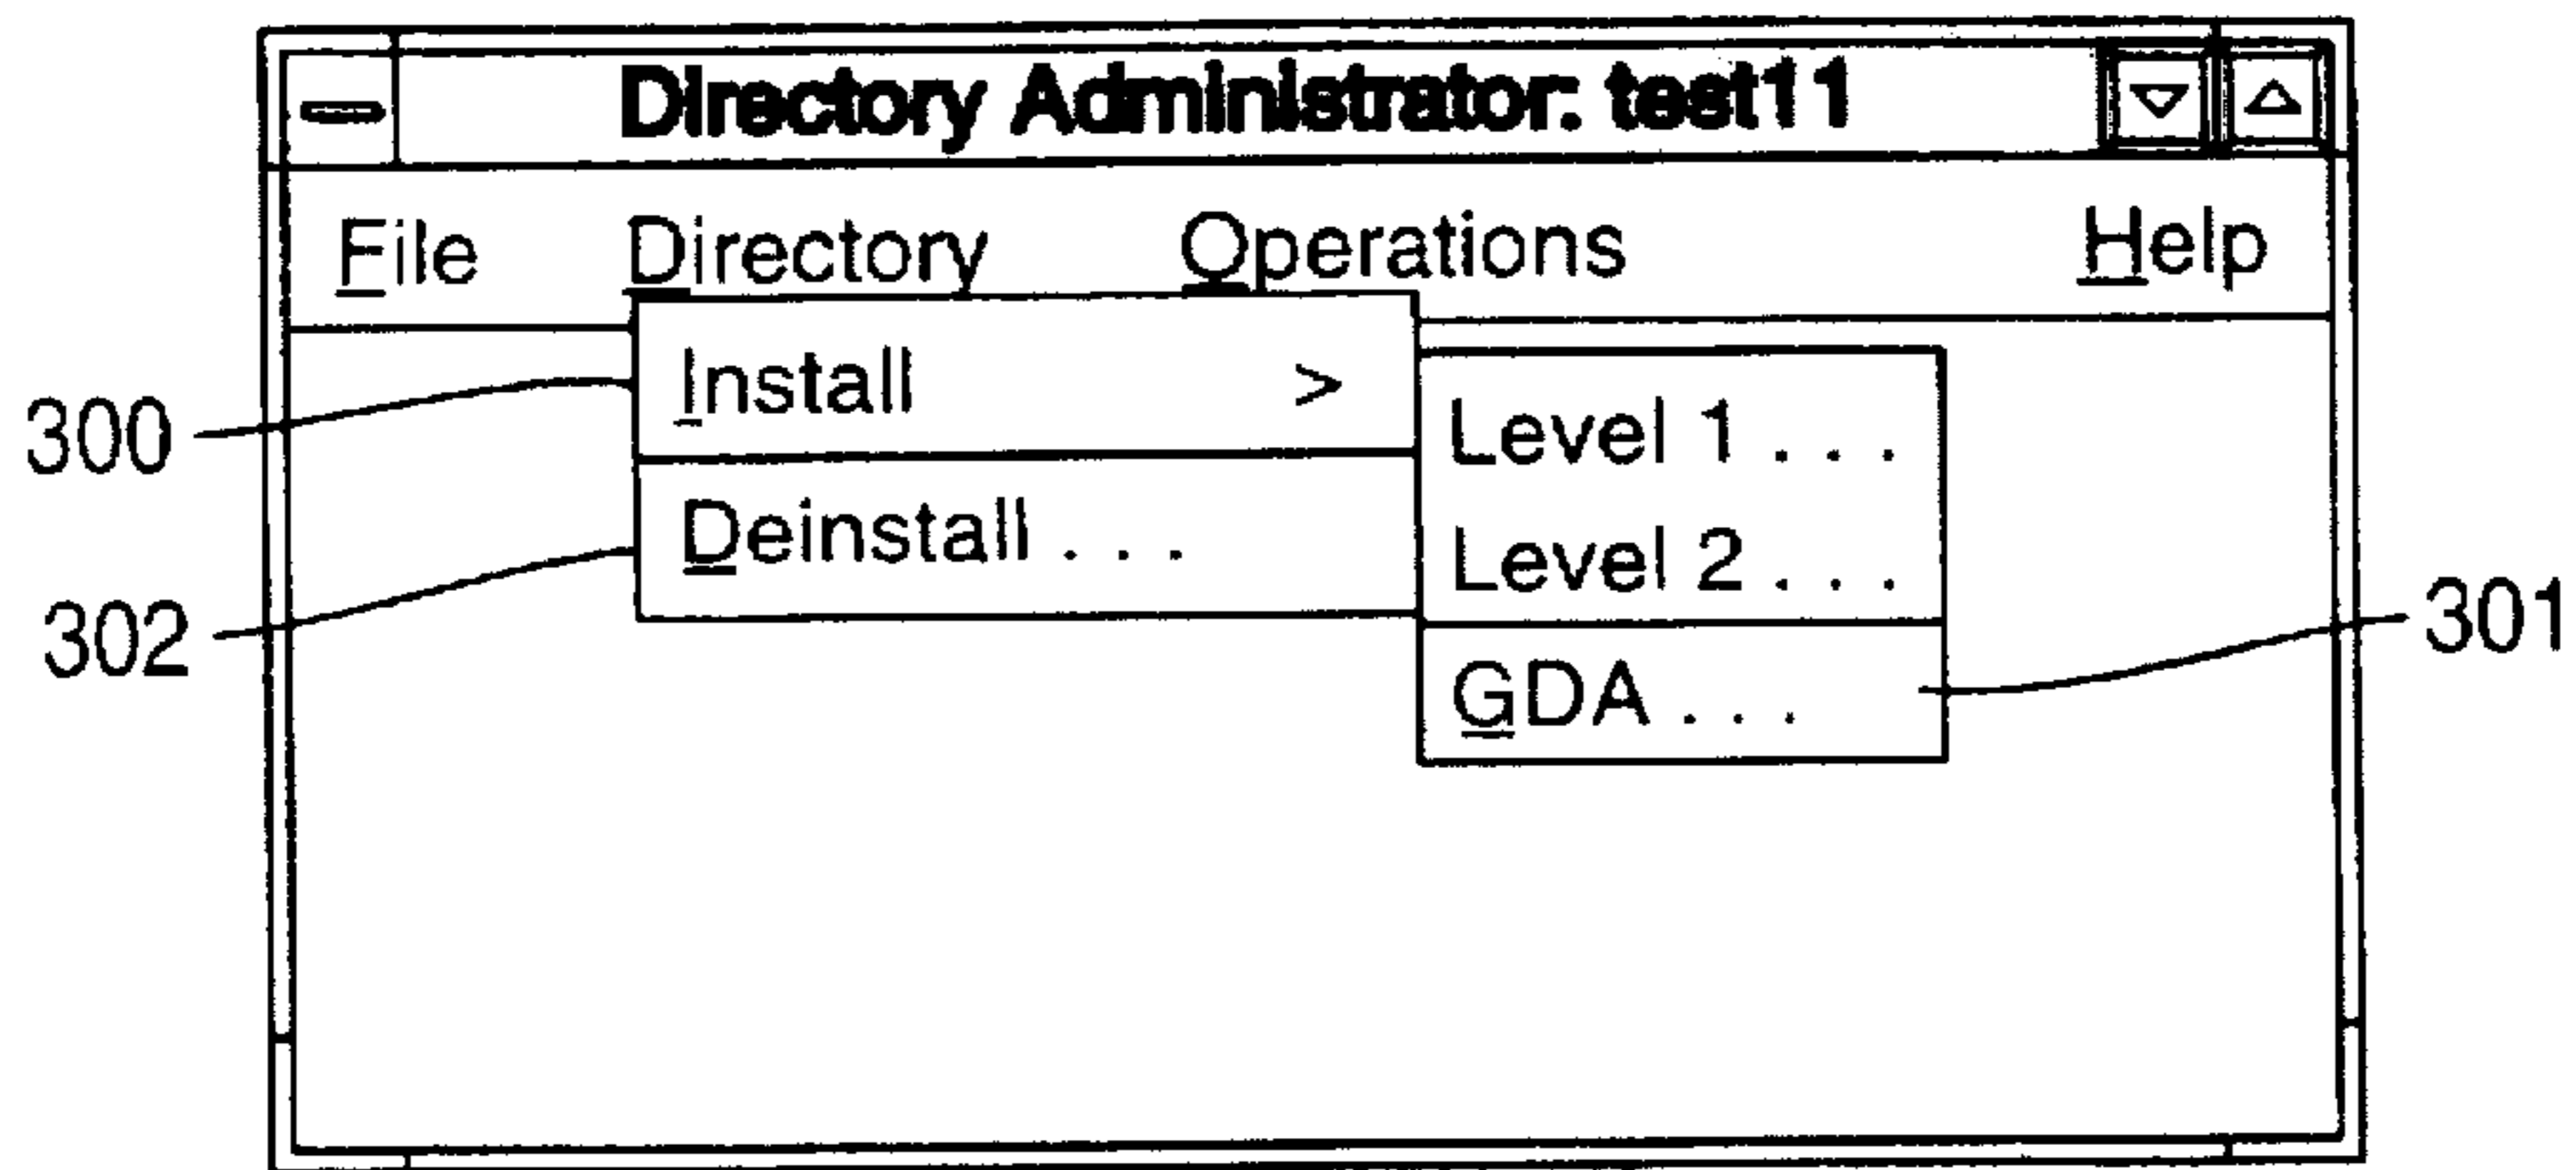 Directory Administrator: test11
File Directory Operations Help
Install >
300
Level 1 . . .
Deinstall . . .
Level 2 . . .
302
301
GDA . . .